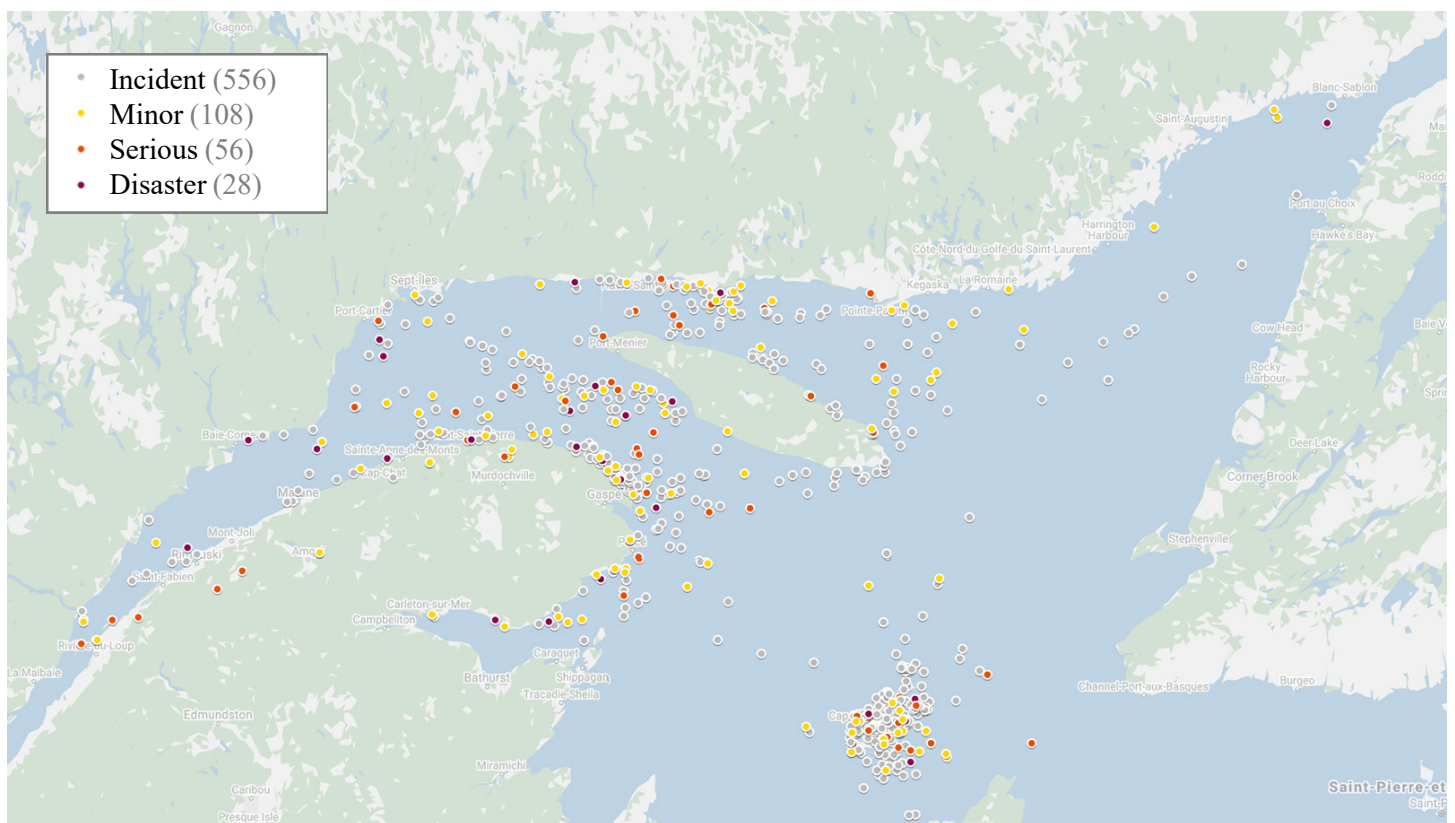 Gagnon
Incident (556)
Minor (108)
Serious (56)
Disaster (28)
Blanc-Sablon
Saint-Augustin
Port au Choix
Hawke's Bay
Harrington
Harbour
Côte-Nord-du-Golfe-du-Saint-Laurent
Sept-Îles
Kegaska
La Romaine
Port-Cartier
Cow Head
Port-Menier
Rocky
Harbour
Deer Lake
Sainte-Anne-des-Monts
Cap-Chat
Murdochville
Corner Brook
Gaspé
Matane
Mont-Joli
Stephenville
Rimouski
Saint-Fabien
Carleton-sur-Mer
Campbellton
Rivière-du-Loup
Caraquet
La Malbaie
Bathurst
Shippagan
Burgeo
Channel-Port-aux-Basques
Tracadie-Sheila
Edmundston
Miramichi
Caribou
Saint-Pierre-et
Saint-P
Presque Isle